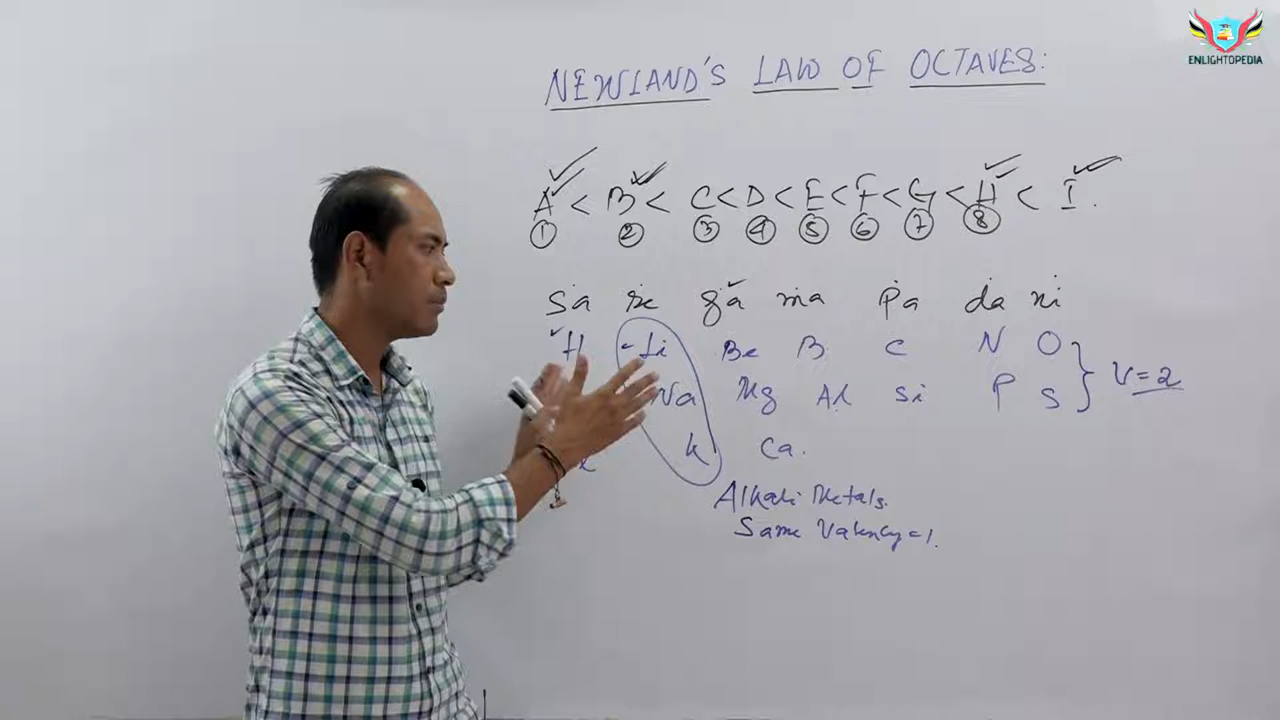 ENLIGHTOPEDIA
NEWLAND'S LAW OF OCTAVES:
A < B < C < D < E < F < G < H < I.
1 2 3 4 5 6 7 8
sa re ga ma Pa da ni
H Li Be B C N O
Na Mg Al Si P S } V=2
K Ca.
Alkali Metals.
Same Valency=1.